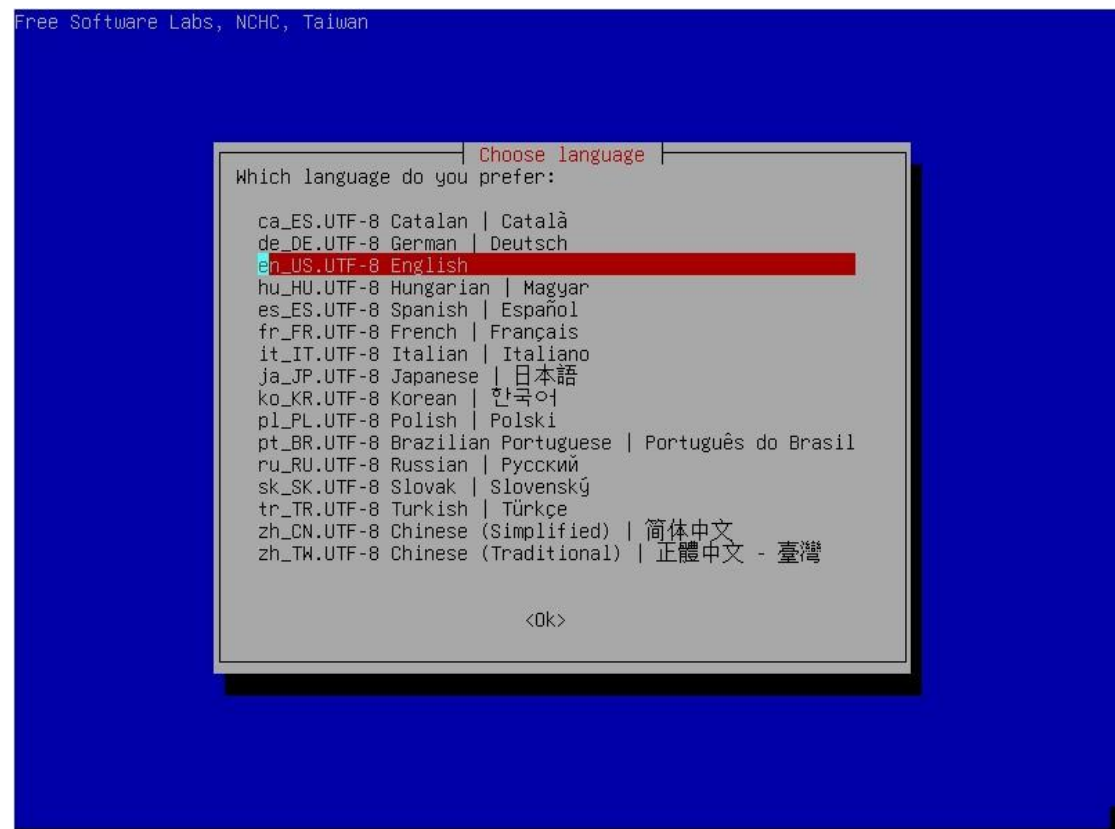 Free Software Labs, NCHC, Taiwan
Choose language
Which language do you prefer:
ca_ES.UTF-8 Catalan | Català
de_DE.UTF-8 German | Deutsch
en_US.UTF-8 English
hu_HU.UTF-8 Hungarian | Magyar
es_ES.UTF-8 Spanish | Español
fr_FR.UTF-8 French | Français
it_IT.UTF-8 Italian | Italiano
ja_JP.UTF-8 Japanese | 日本語
ko_KR.UTF-8 Korean | 한국어
pl_PL.UTF-8 Polish | Polski
pt_BR.UTF-8 Brazilian Portuguese | Português do Brasil
ru_RU.UTF-8 Russian | Русский
sk_SK.UTF-8 Slovak | Slovenský
tr_TR.UTF-8 Turkish | Türkçe
zh_CN.UTF-8 Chinese (Simplified) | 简体中文
zh_TW.UTF-8 Chinese (Traditional) | 正體中文 - 臺灣
<Ok>